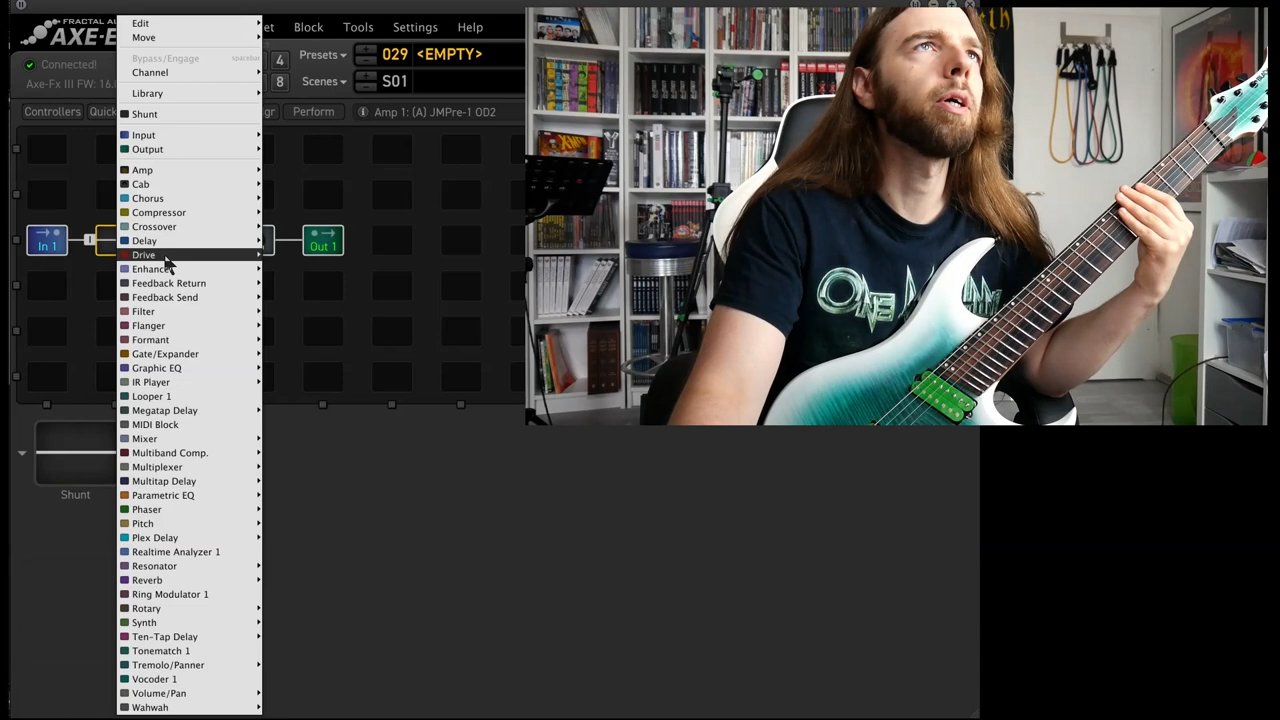 FRACTAL AU
AXE-E
Edit
Move
Bypass/Engage spacebar
Channel
Library
Shunt
Input
Output
Amp
Cab
Chorus
Compressor
Crossover
Delay
Drive
Enhance
Feedback Return
Feedback Send
Filter
Flanger
Formant
Gate/Expander
Graphic EQ
IR Player
Looper 1
Megatap Delay
MIDI Block
Mixer
Multiband Comp.
Multiplexer
Multitap Delay
Parametric EQ
Phaser
Pitch
Plex Delay
Realtime Analyzer 1
Resonator
Reverb
Ring Modulator 1
Rotary
Synth
Ten-Tap Delay
Tonematch 1
Tremolo/Panner
Vocoder 1
Volume/Pan
Wahwah
et Block Tools Settings Help
Connected!
Axe-Fx III FW: 16.
4
8
Presets 029 <EMPTY>
Scenes S01
Controllers Quick gr Perform Amp 1: (A) JMPre-1 OD2
In 1
Out 1
Shunt